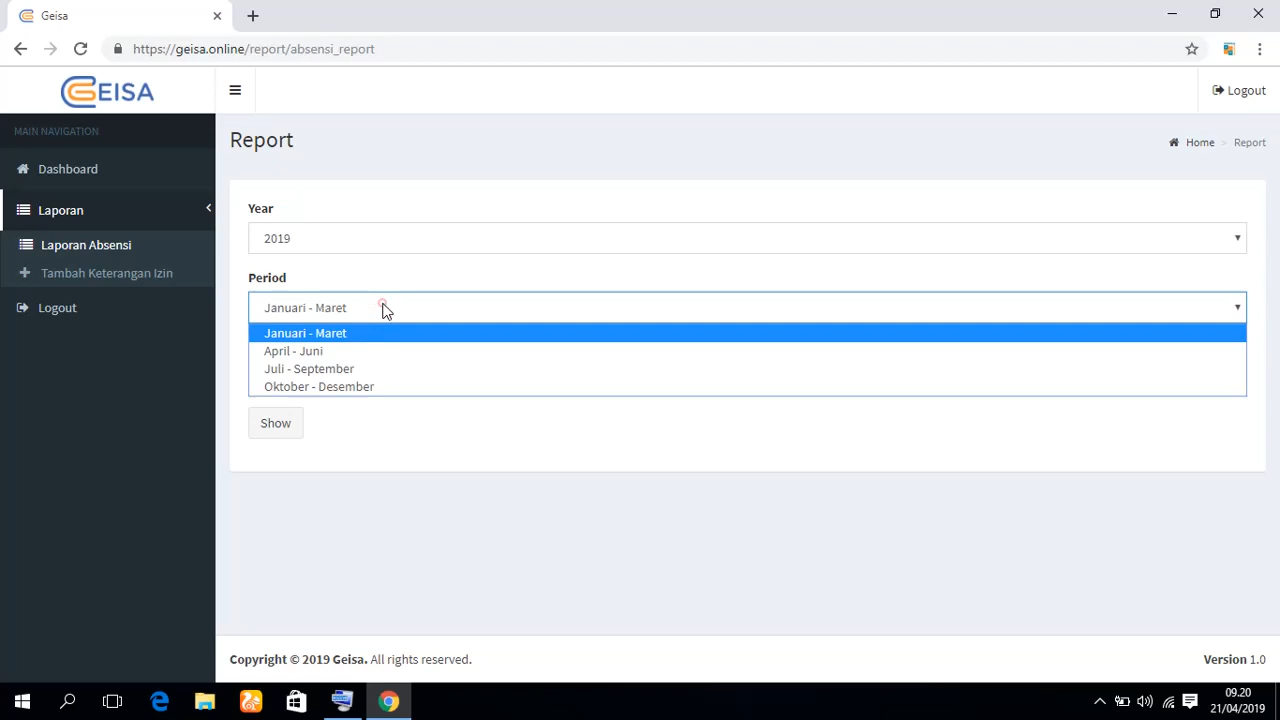 Geisa
https://geisa.online/report/absensi_report
GEISA
Logout
MAIN NAVIGATION
Report
Home > Report
Dashboard
Laporan
Year
2019
Laporan Absensi
Tambah Keterangan Izin
Period
Logout
Januari - Maret
Januari - Maret
April - Juni
Juli - September
Oktober - Desember
Show
Copyright © 2019 Geisa. All rights reserved.
Version 1.0
09.20
21/04/2019